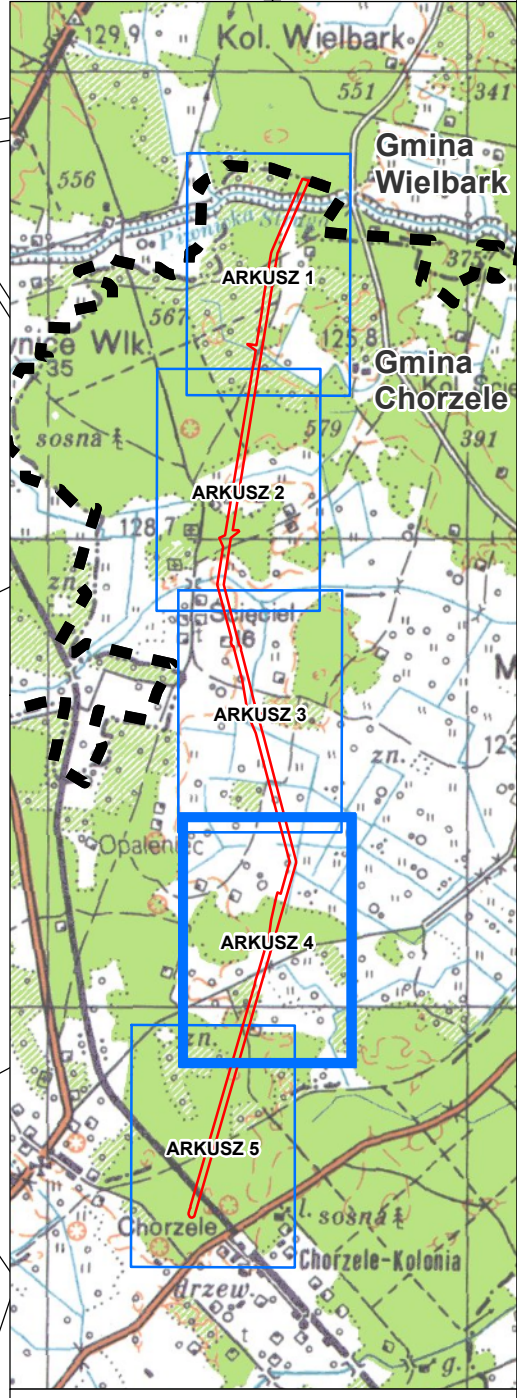 129,9
Kol. Wielbark
551
341
Gmina
Wielbark
556
375
ARKUSZ 1
567
125,8
Gmina
Chorzele
35
sosna
579
391
ARKUSZ 2
128,7
zn.
ARKUSZ 3
M
123
zn.
Opaleniec
ARKUSZ 4
zn.
ARKUSZ 5
Chorzele
l. sosna
Chorzele-Kolonia
drzew.
t
g.